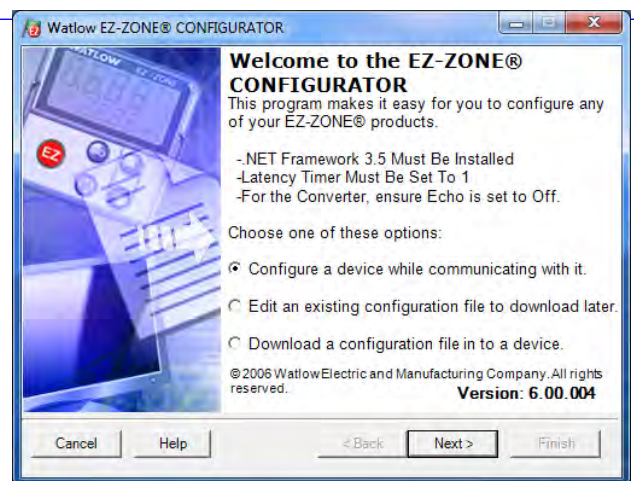 Watlow EZ-ZONE® CONFIGURATOR
WATLOW
EZ-ZONE
EZ
Welcome to the EZ-ZONE®
CONFIGURATOR
This program makes it easy for you to configure any
of your EZ-ZONE® products.
-.NET Framework 3.5 Must Be Installed
-Latency Timer Must Be Set To 1
-For the Converter, ensure Echo is set to Off.
Choose one of these options:
Configure a device while communicating with it.
Edit an existing configuration file to download later.
Download a configuration file in to a device.
©2006 Watlow Electric and Manufacturing Company. All rights
reserved.
Version: 6.00.004
Cancel Help < Back Next > Finish